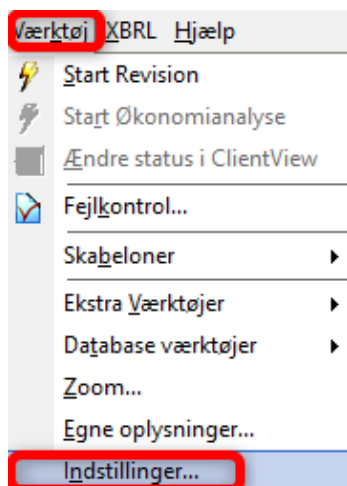 Værktøj XBRL Hjælp
Start Revision
Start Økonomianalyse
Ændre status i ClientView
Fejlkontrol...
Skabeloner
Ekstra Værktøjer
Database værktøjer
Zoom...
Egne oplysninger...
Indstillinger...